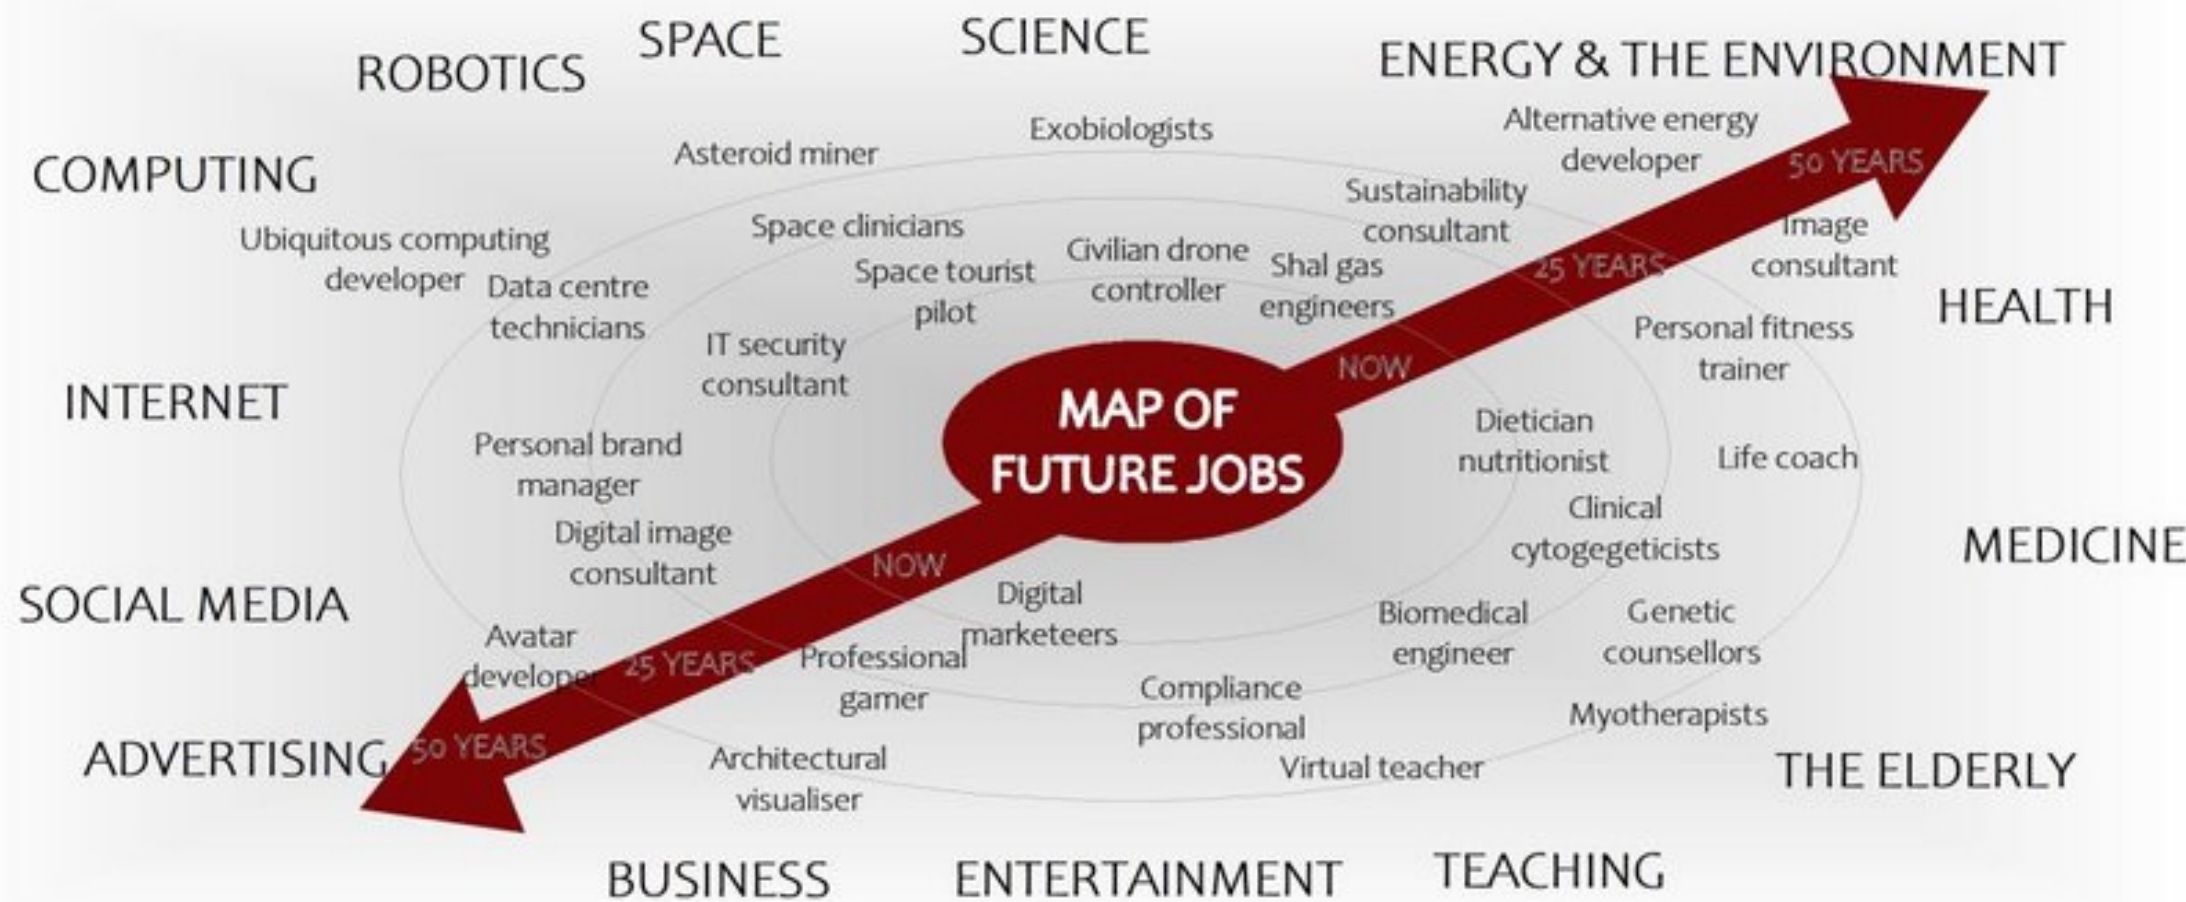 SPACE
SCIENCE
ROBOTICS
ENERGY & THE ENVIRONMENT
COMPUTING
Asteroid miner
Exobiologists
Alternative energy
developer
50 YEARS
Ubiquitous computing
developer
Data centre
technicians
Space clinicians
Space tourist
pilot
Civilian drone
controller
Shal gas
engineers
Sustainability
consultant
25 YEARS
Image
consultant
HEALTH
IT security
consultant
NOW
Personal fitness
trainer
INTERNET
MAP OF
FUTURE JOBS
Personal brand
manager
Dietician
nutritionist
Life coach
Digital image
consultant
NOW
Clinical
cytogegeticists
MEDICINE
SOCIAL MEDIA
Avatar
developer
25 YEARS
Digital
marketeers
Professional
gamer
Biomedical
engineer
Genetic
counsellors
Compliance
professional
Myotherapists
ADVERTISING
50 YEARS
Architectural
visualiser
Virtual teacher
THE ELDERLY
BUSINESS
ENTERTAINMENT
TEACHING